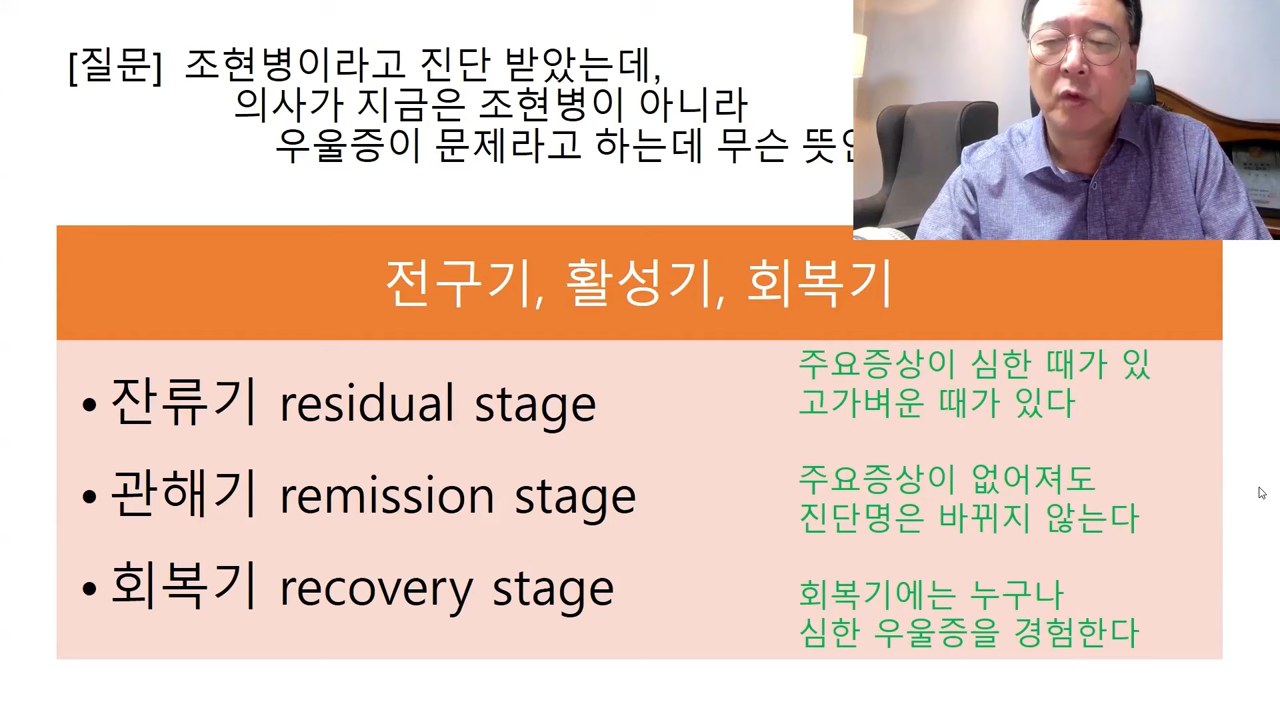 [질문] 조현병이라고 진단 받았는데,
의사가 지금은 조현병이 아니라
우울증이 문제라고 하는데 무슨
전구기, 활성기, 회복기
• 잔류기 residual stage
주요증상이 심한 때가 있
고가벼운 때가 있다
• 관해기 remission stage
주요증상이 없어져도
진단명은 바뀌지 않는다
• 회복기 recovery stage
회복기에는 누구나
심한 우울증을 경험한다